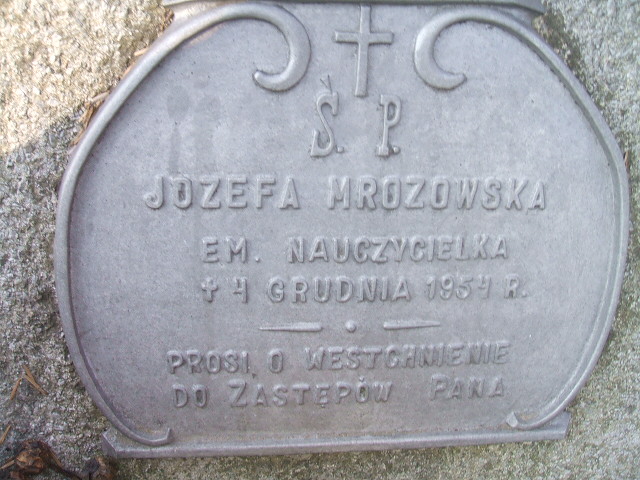 Ś. P.
JÓZEFA MROZOWSKA
EM. NAUCZYCIELKA
✝ 4 GRUDNIA 1954 R.
PROSI O WESTCHNIENIE
DO ZASTĘPÓW PANA